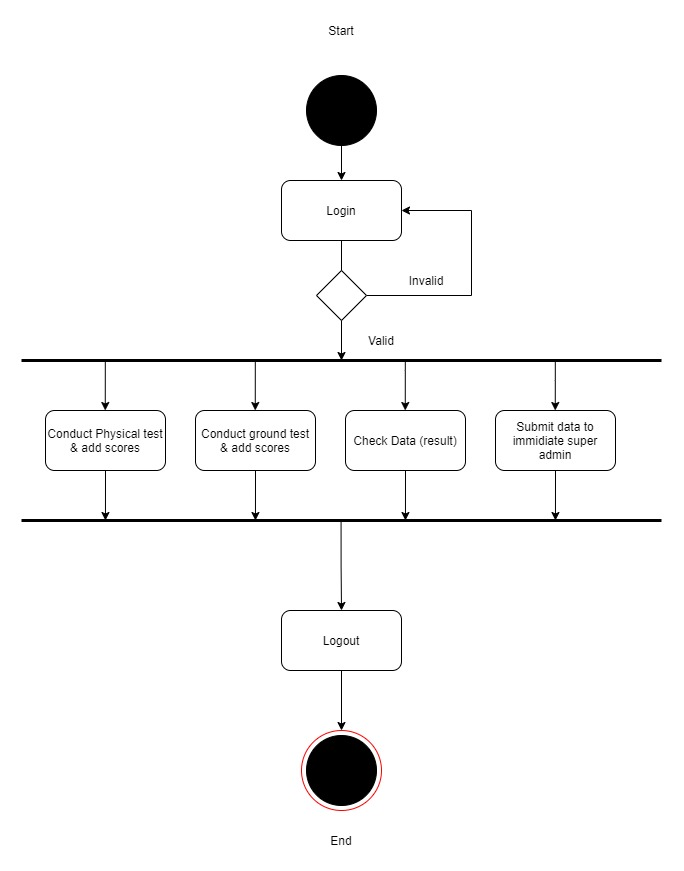 Start
Login
Invalid
Valid
Conduct Physical test
& add scores
Conduct ground test
& add scores
Check Data (result)
Submit data to
immidiate super
admin
Logout
End